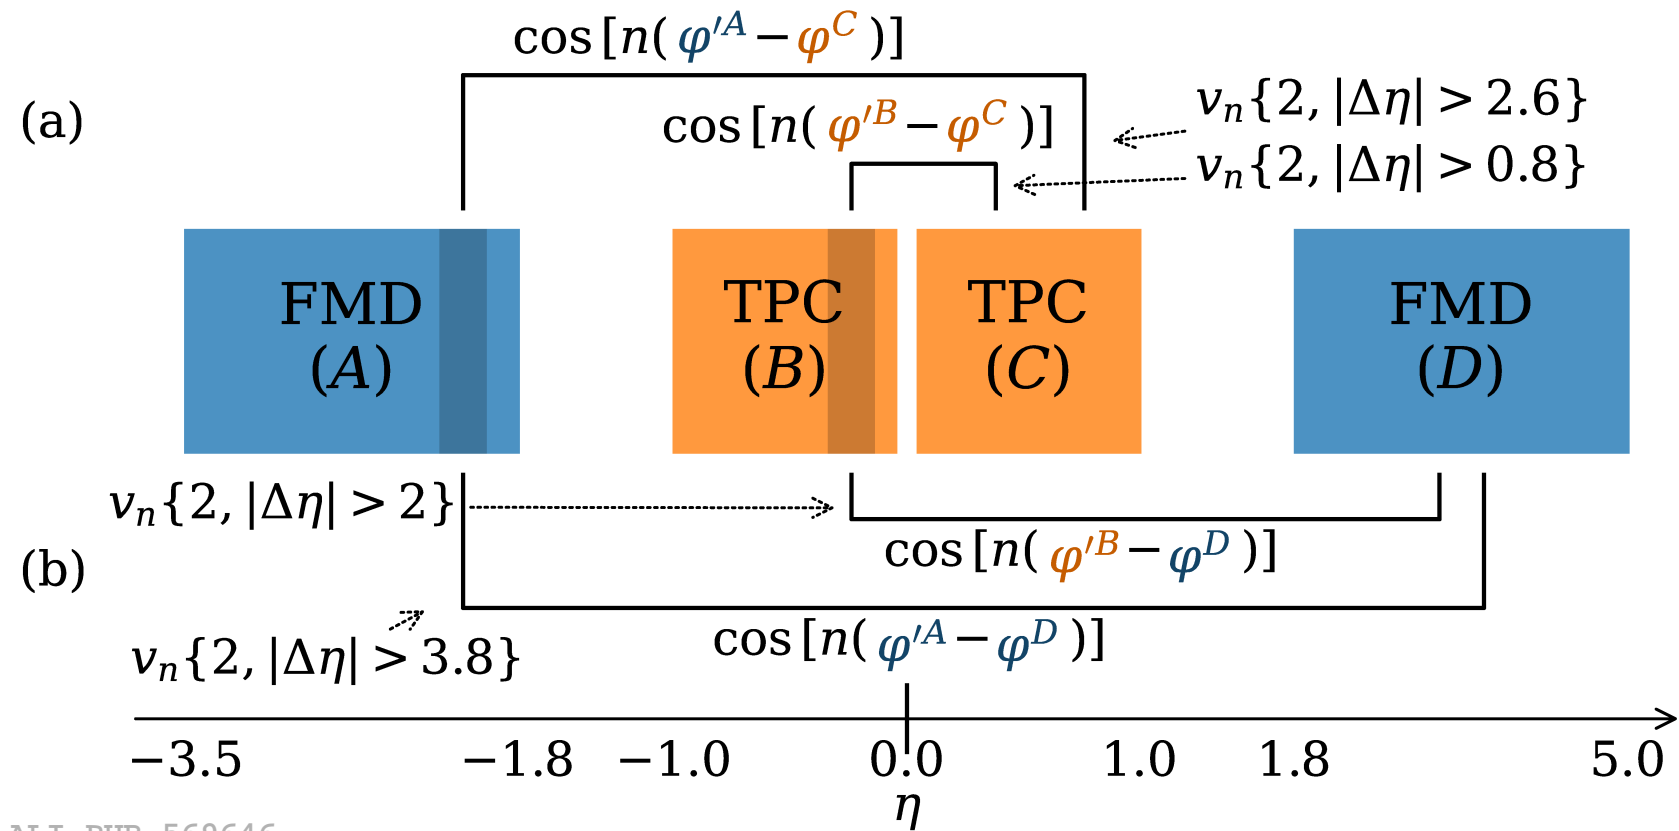 cos [n( φ′A − φC )]
(a)
cos [n( φ′B − φC )]
vn{2, |Δη| > 2.6}
vn{2, |Δη| > 0.8}
FMD
(A)
TPC
(B)
TPC
(C)
FMD
(D)
vn{2, |Δη| > 2}
cos [n( φ′B − φD )]
(b)
vn{2, |Δη| > 3.8}
cos [n( φ′A − φD )]
−3.5 −1.8 −1.0 0.0 1.0 1.8 5.0
η